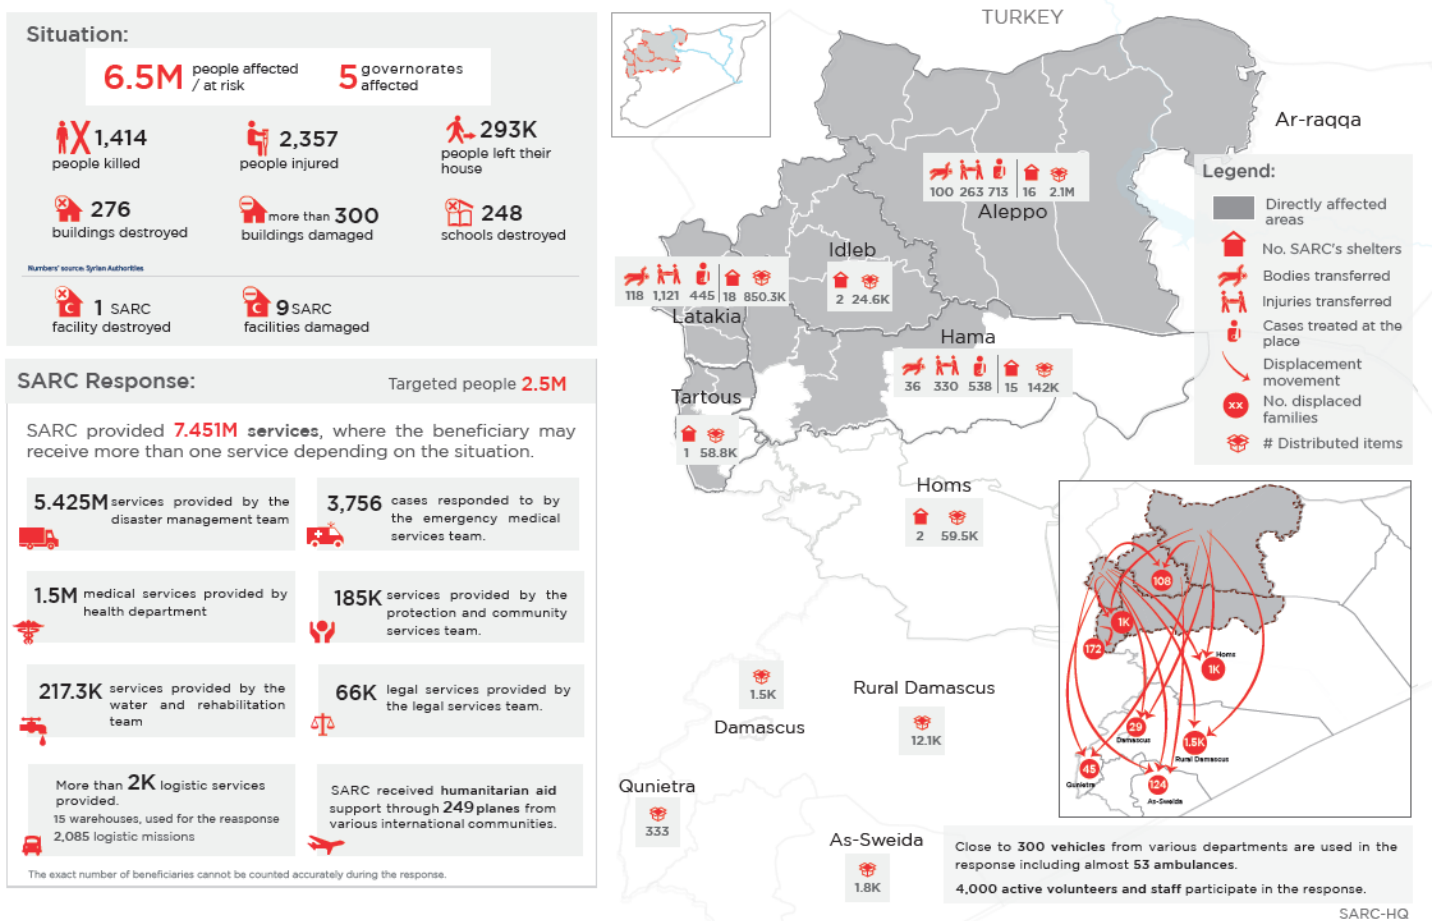 Situation:
6.5M people affected / at risk
5 governorates affected
1,414
people killed
2,357
people injured
293K
people left their
house
276
buildings destroyed
more than 300
buildings damaged
248
schools destroyed
Numbers' source: Syrian Authorities
1 SARC
facility destroyed
9 SARC
facilities damaged
SARC Response:
Targeted people 2.5M
SARC provided 7.451M services, where the beneficiary may
receive more than one service depending on the situation.
5.425M services provided by the
disaster management team
3,756 cases responded to by
the emergency medical
services team.
1.5M medical services provided by
health department
185K services provided by the
protection and community
services team.
217.3K services provided by the
water and rehabilitation
team
66K legal services provided by
the legal services team.
More than 2K logistic services
provided.
15 warehouses, used for the reasponse
2,085 logistic missions
SARC received humanitarian aid
support through 249 planes from
various international communities.
The exact number of beneficiaries cannot be counted accurately during the response.
TURKEY
Ar-raqqa
100 263 713 16 2.1M
Aleppo
Idleb
2 24.6K
118 1,121 445 18 850.3K
Latakia
Hama
36 330 538 15 142K
Tartous
1 58.8K
Homs
2 59.5K
1.5K
Damascus
Rural Damascus
12.1K
Qunietra
333
As-Sweida
1.8K
Legend:
Directly affected
areas
No. SARC's shelters
Bodies transferred
Injuries transferred
Cases treated at the
place
Displacement
movement
xx
No. displaced
families
# Distributed items
108
1K
172
Homs
1K
29
Damascus
1.5K
Rural Damascus
45
Qunietra
124
As-Sweida
Close to 300 vehicles from various departments are used in the
response including almost 53 ambulances.
4,000 active volunteers and staff participate in the response.
SARC-HQ